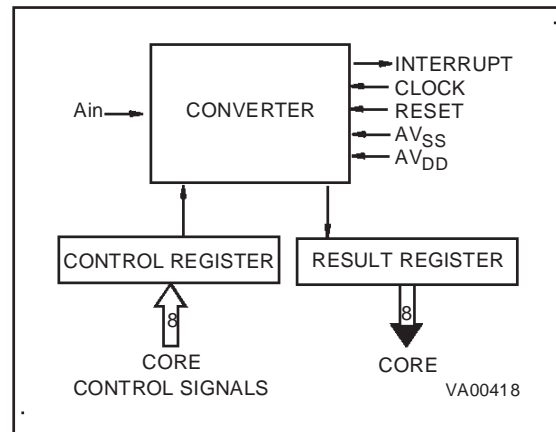 INTERRUPT
CLOCK
Ain
CONVERTER
RESET
AVSS
AVDD
CONTROL REGISTER
RESULT REGISTER
8
8
CORE
CONTROL SIGNALS
CORE
VA00418